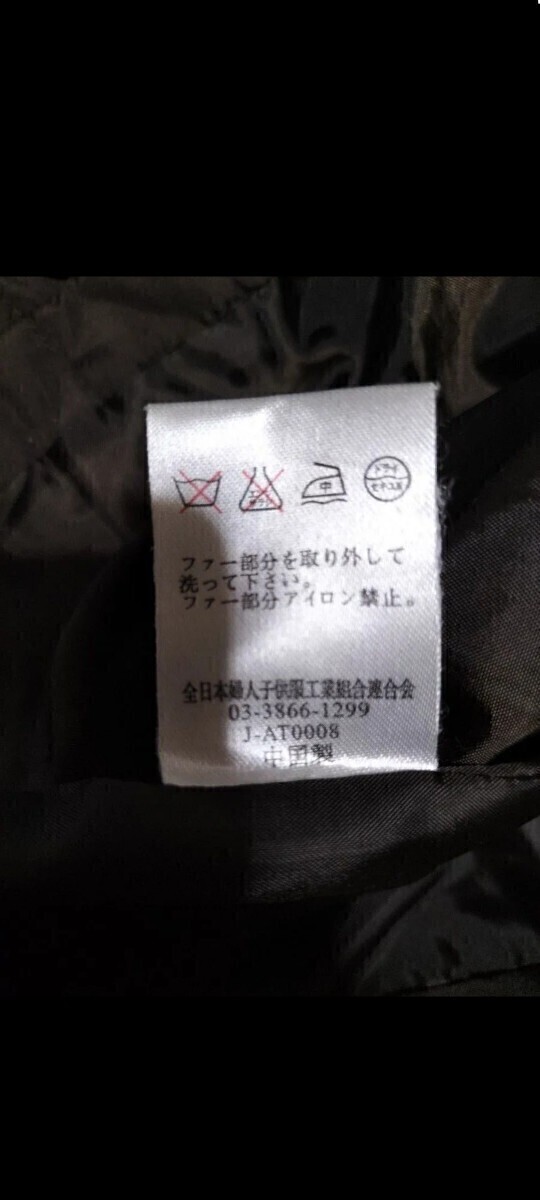 中
ドライ
セキユ系
ファー部分を取り外して
洗って下さい。
ファー部分アイロン禁止。
全日本婦人子供服工業組合連合会
03-3866-1299
J-AT0008
中国製